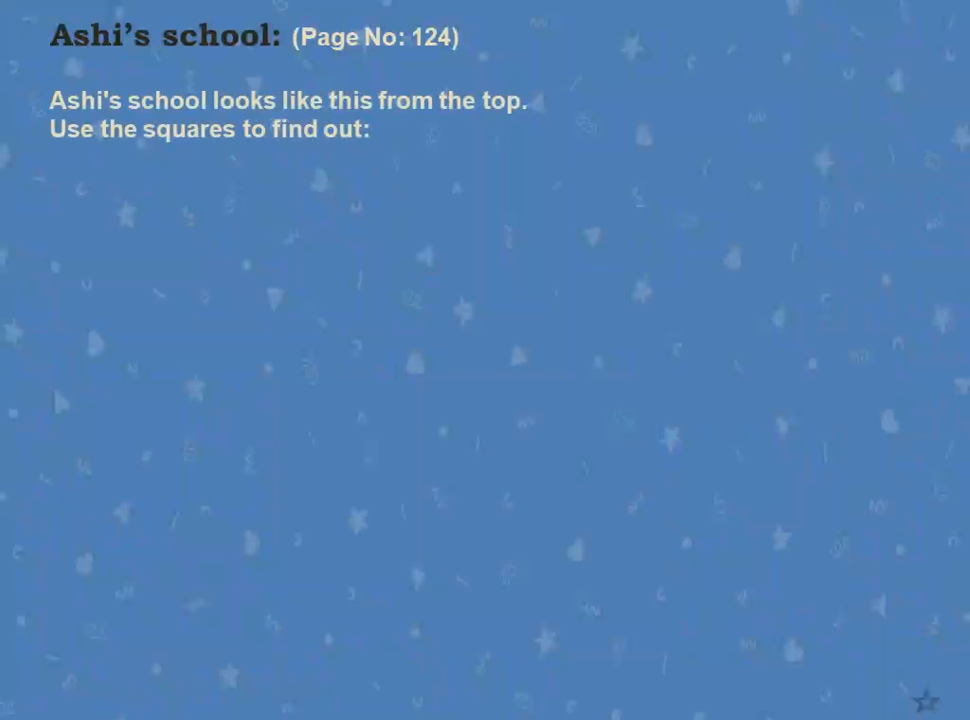 Ashi's school: (Page No: 124)
Ashi's school looks like this from the top.
Use the squares to find out: